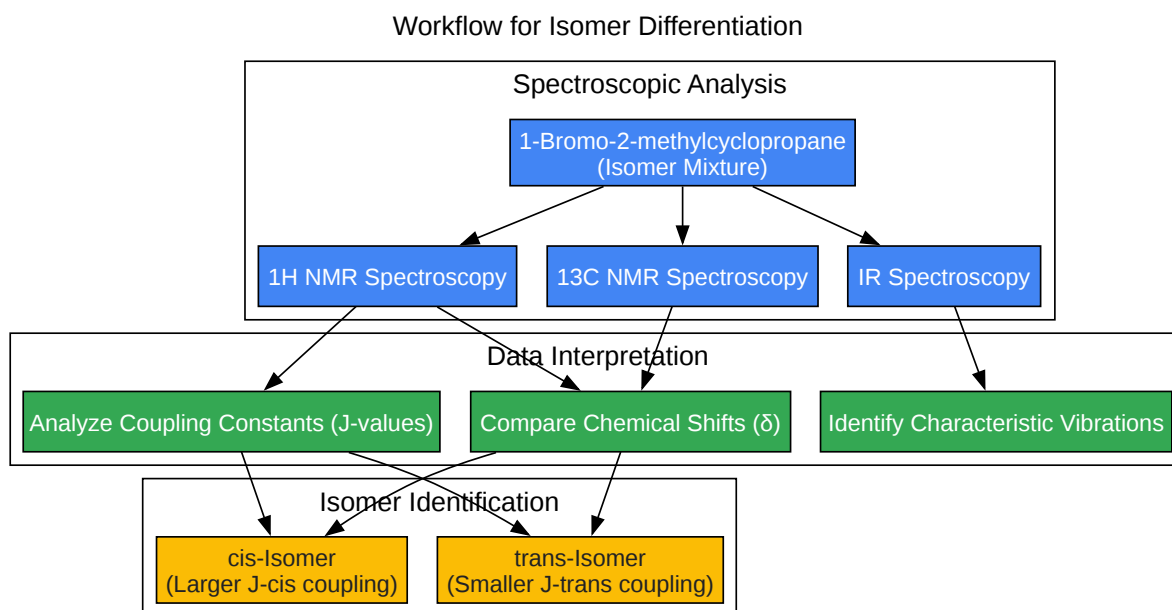 Workflow for Isomer Differentiation
Spectroscopic Analysis
1-Bromo-2-methylcyclopropane
(Isomer Mixture)
1H NMR Spectroscopy
13C NMR Spectroscopy
IR Spectroscopy
Data Interpretation
Analyze Coupling Constants (J-values)
Compare Chemical Shifts (δ)
Identify Characteristic Vibrations
Isomer Identification
cis-Isomer
(Larger J-cis coupling)
trans-Isomer
(Smaller J-trans coupling)